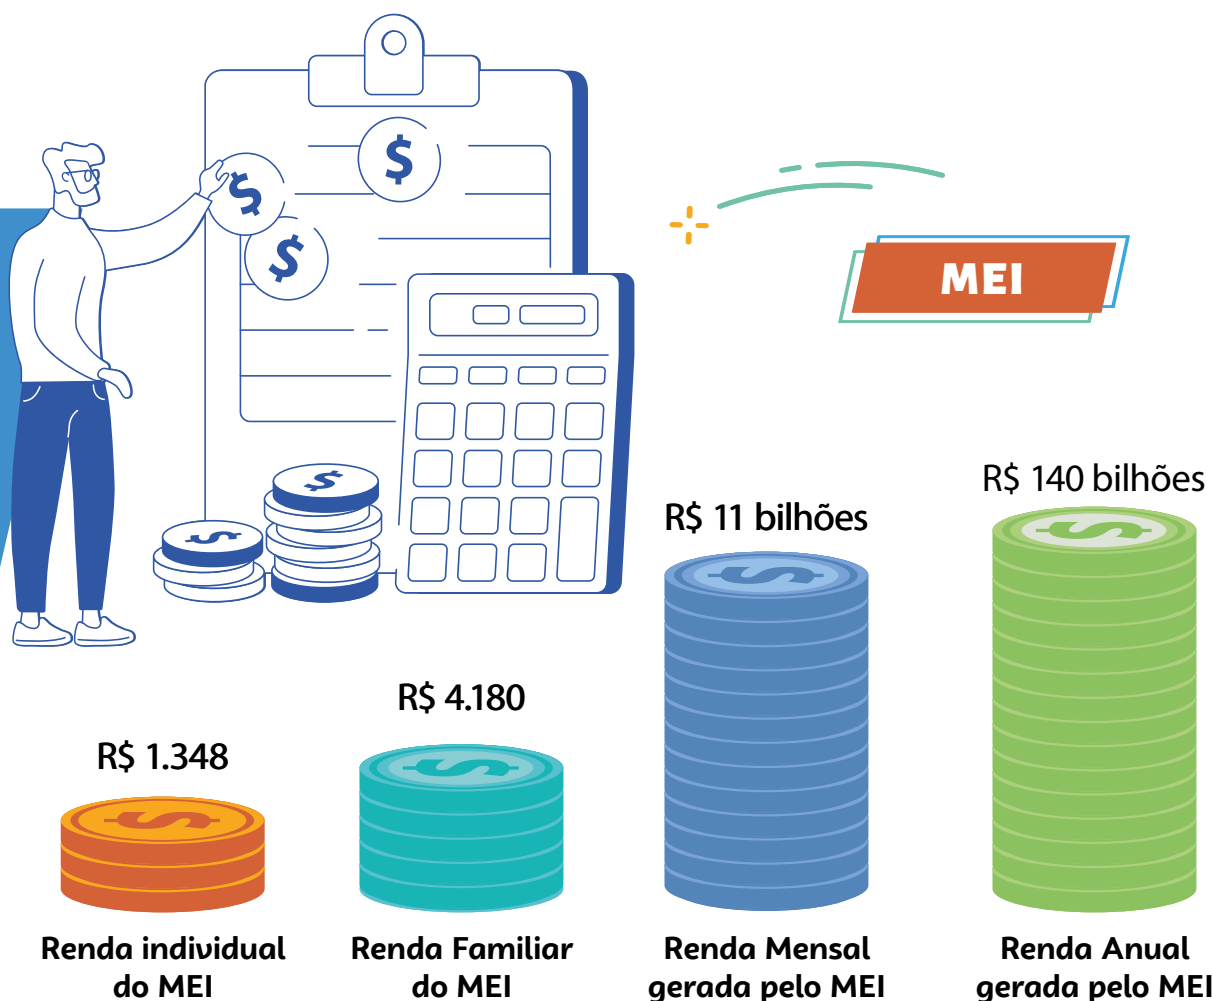 MEI
R$ 1.348
Renda individual
do MEI
R$ 4.180
Renda Familiar
do MEI
R$ 11 bilhões
Renda Mensal
gerada pelo MEI
R$ 140 bilhões
Renda Anual
gerada pelo MEI